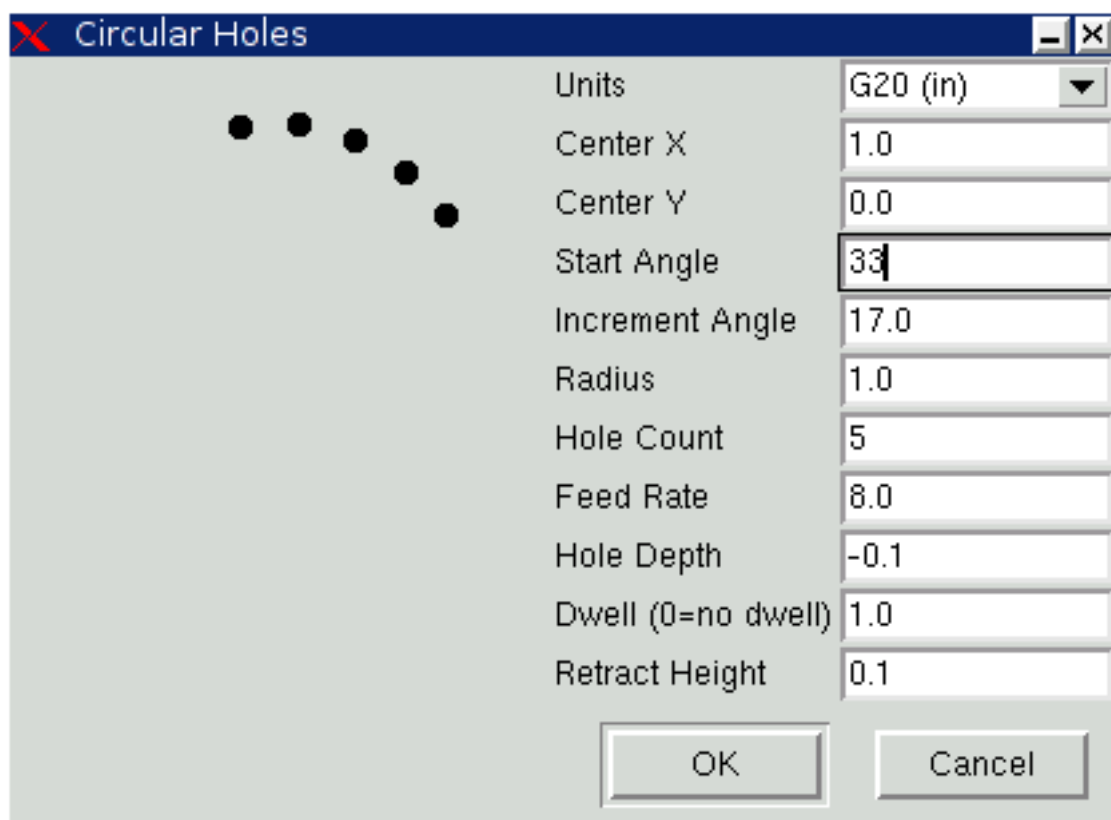 Circular Holes
Units G20 (in)
Center X 1.0
Center Y 0.0
Start Angle 33
Increment Angle 17.0
Radius 1.0
Hole Count 5
Feed Rate 8.0
Hole Depth -0.1
Dwell (0=no dwell) 1.0
Retract Height 0.1
OK Cancel